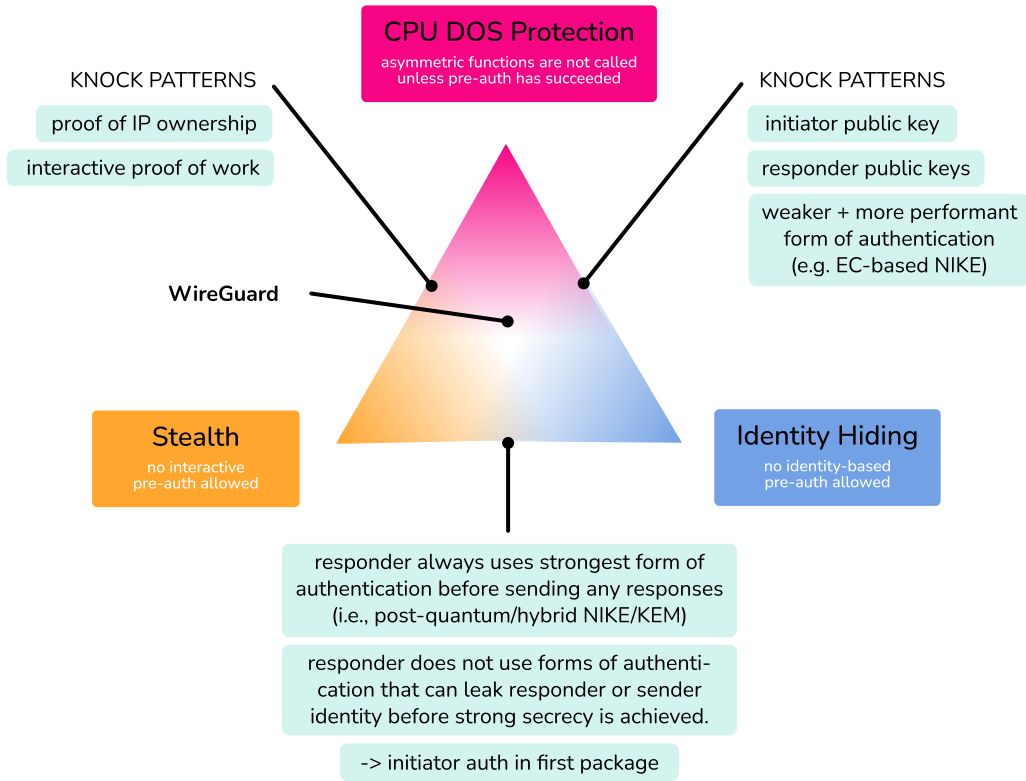 CPU DOS Protection
asymmetric functions are not called
unless pre-auth has succeeded
KNOCK PATTERNS
proof of IP ownership
interactive proof of work
KNOCK PATTERNS
initiator public key
responder public keys
weaker + more performant
form of authentication
(e.g. EC-based NIKE)
WireGuard
Stealth
no interactive
pre-auth allowed
Identity Hiding
no identity-based
pre-auth allowed
responder always uses strongest form of
authentication before sending any responses
(i.e., post-quantum/hybrid NIKE/KEM)
responder does not use forms of authenti-
cation that can leak responder or sender
identity before strong secrecy is achieved.
-> initiator auth in first package